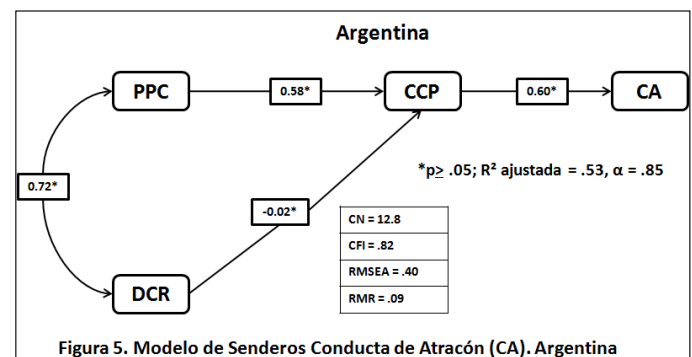 Argentina
PPC
0.58*
CCP
0.60*
CA
*p≥ .05; R² ajustada = .53, α = .85
0.72*
-0.02*
CN = 12.8
CFI = .82
RMSEA = .40
RMR = .09
DCR
Figura 5. Modelo de Senderos Conducta de Atracón (CA). Argentina